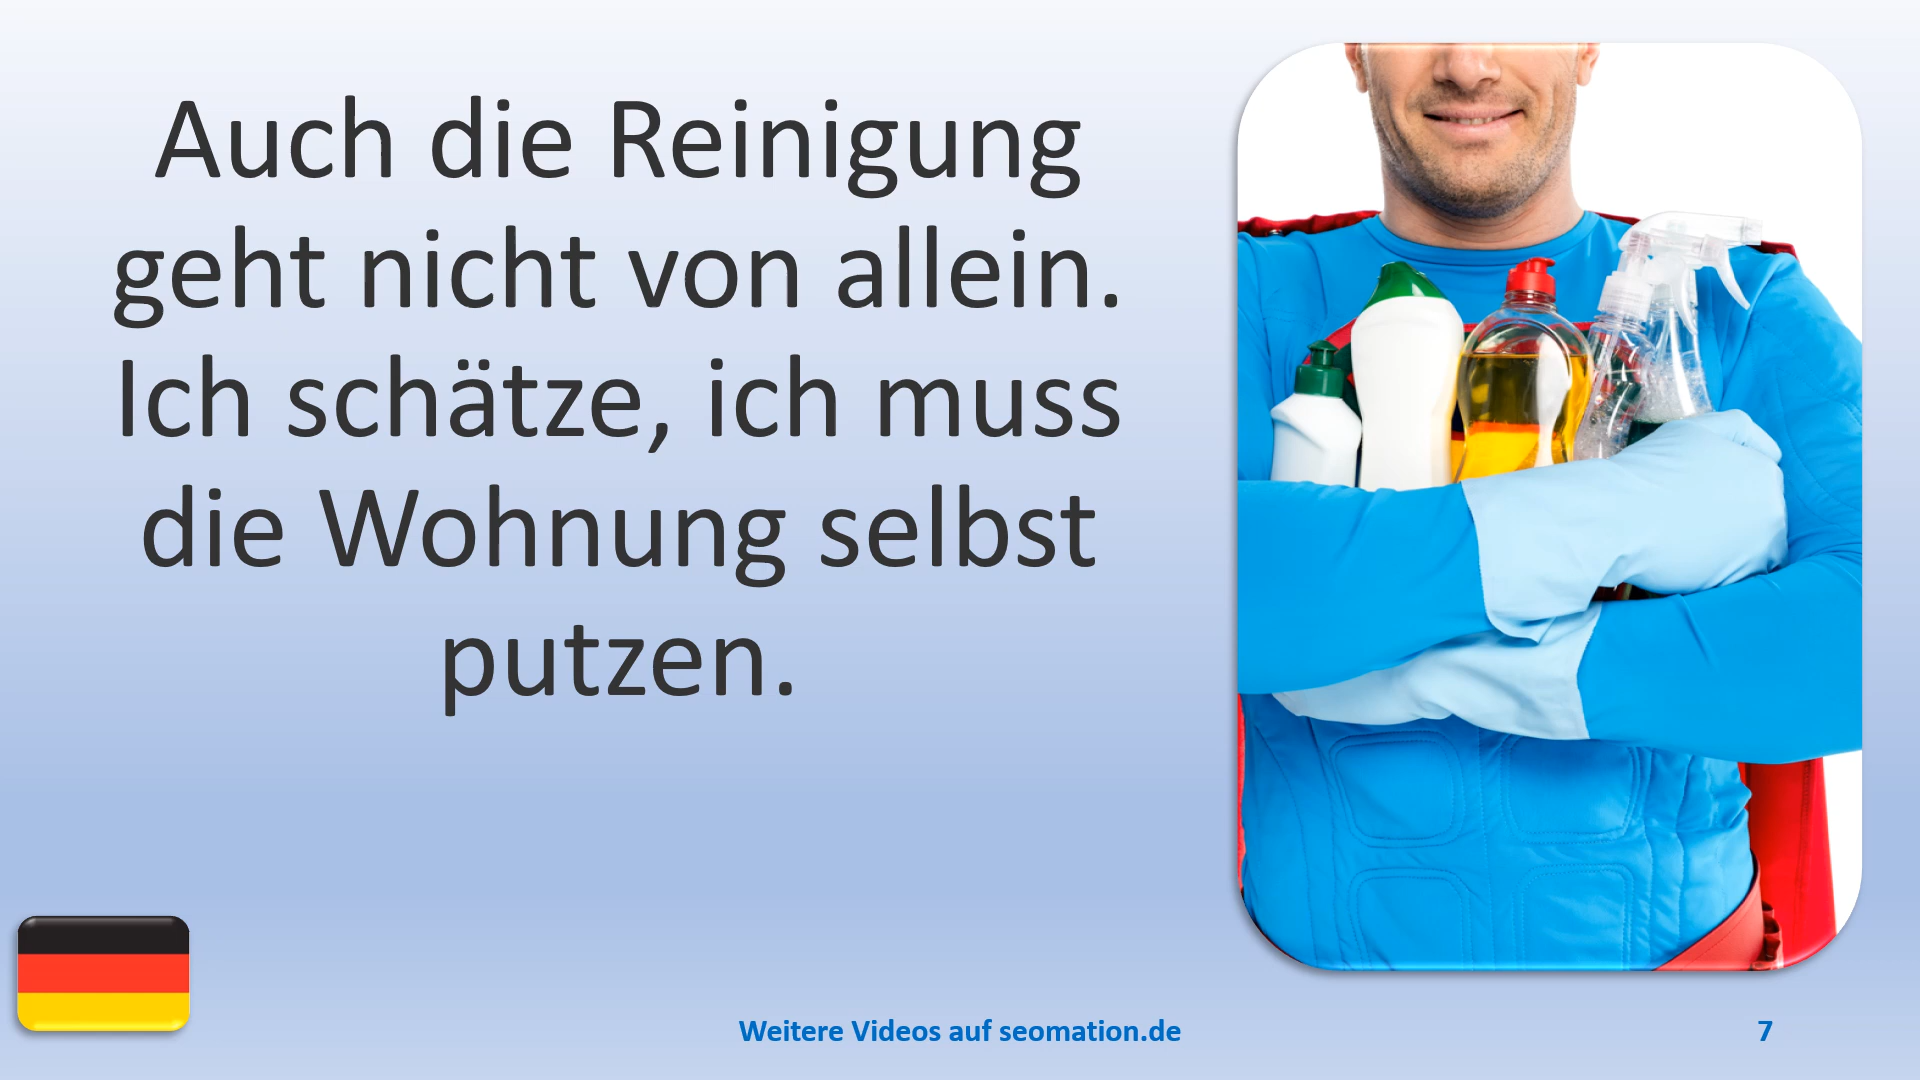 Auch die Reinigung
geht nicht von allein.
Ich schätze, ich muss
die Wohnung selbst
putzen.
Weitere Videos auf seomation.de
7